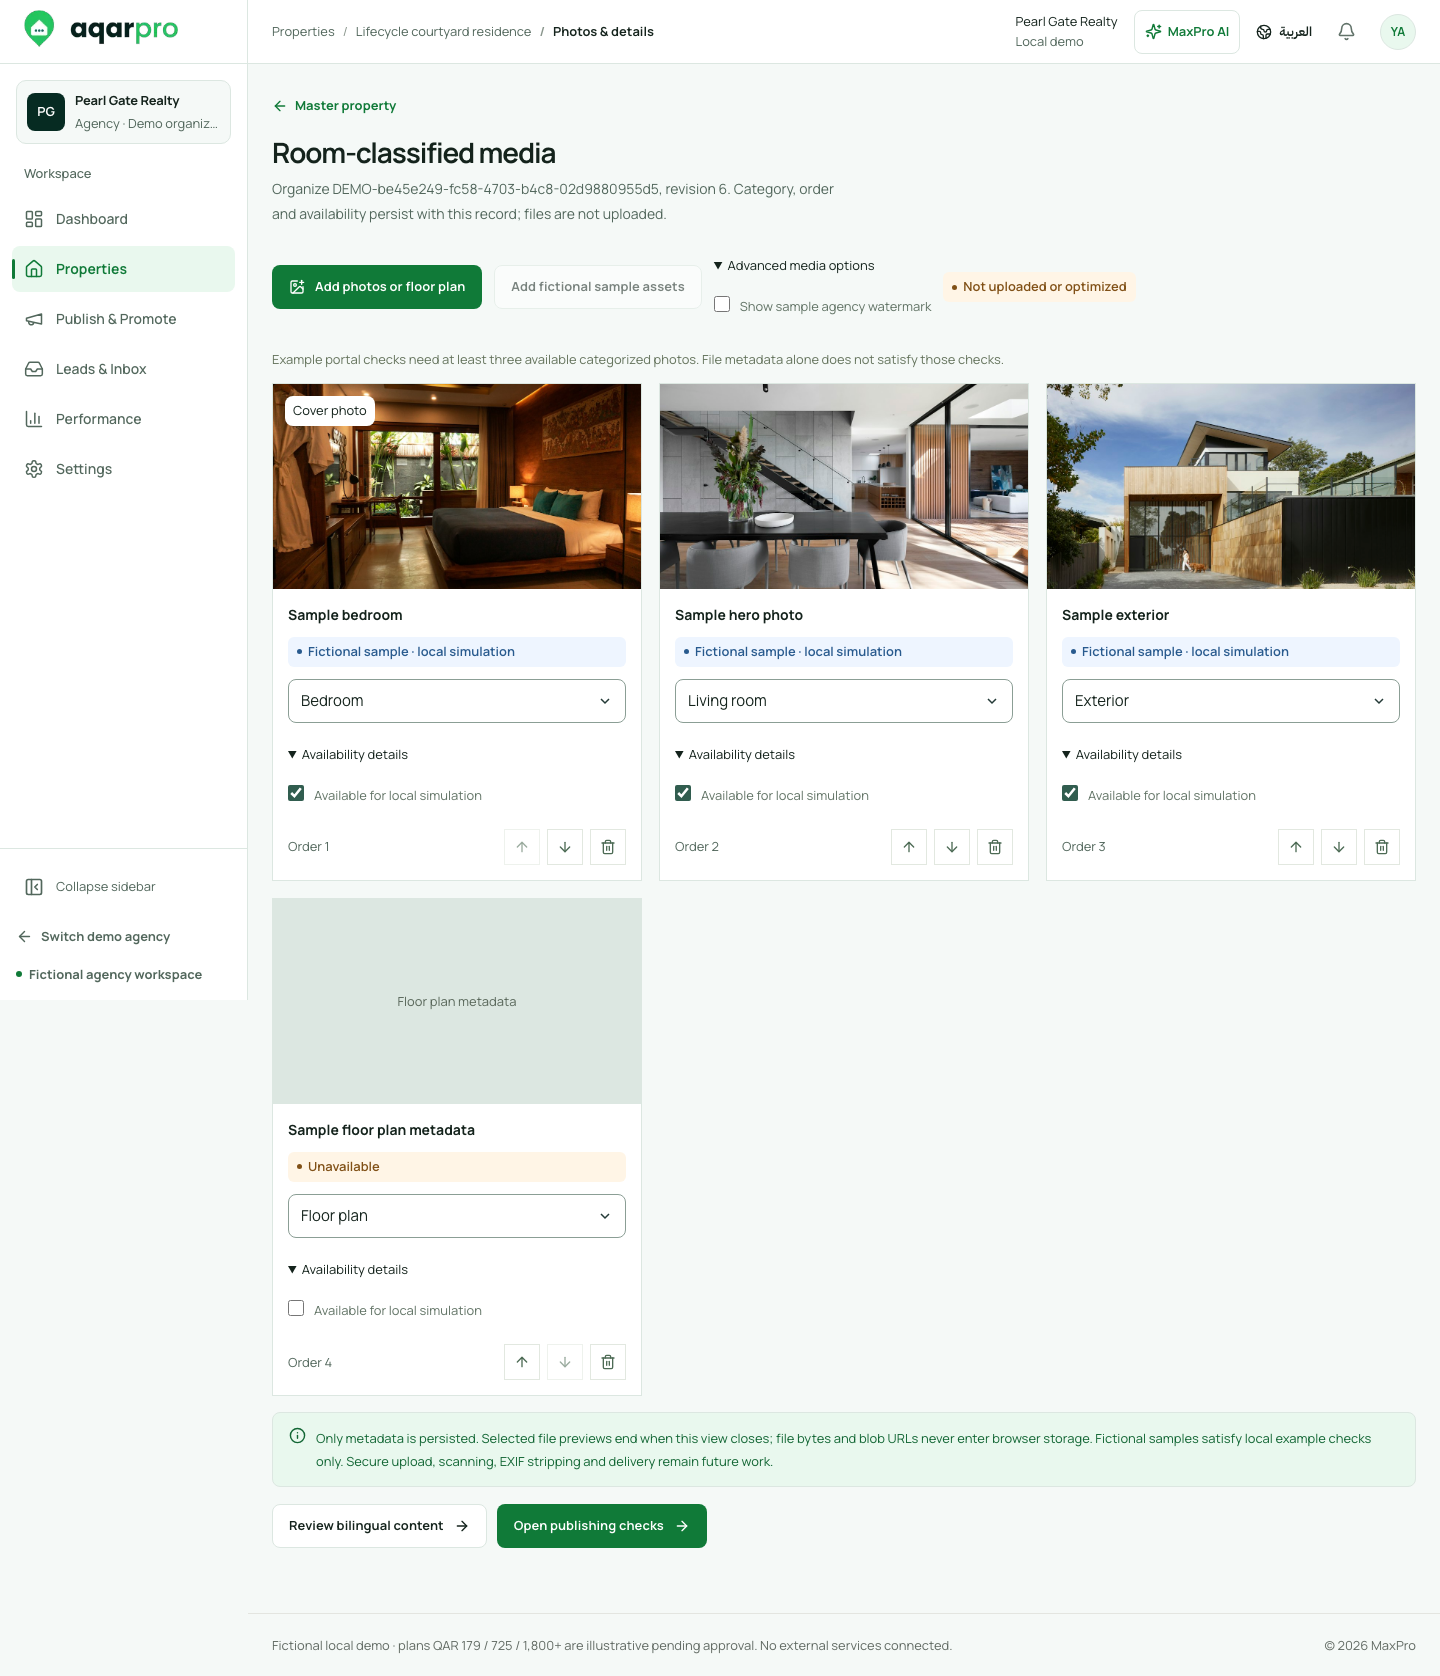 aqarpro
Properties / Lifecycle courtyard residence / Photos & details
Pearl Gate Realty
Local demo
MaxPro AI
العربية
YA
PG
Pearl Gate Realty
Agency · Demo organiz...
Workspace
Dashboard
Properties
Publish & Promote
Leads & Inbox
Performance
Settings
Collapse sidebar
Switch demo agency
Fictional agency workspace
Master property
Room-classified media
Organize DEMO-be45e249-fc58-4703-b4c8-02d9880955d5, revision 6. Category, order
and availability persist with this record; files are not uploaded.
Add photos or floor plan
Add fictional sample assets
Advanced media options
Show sample agency watermark
Not uploaded or optimized
Example portal checks need at least three available categorized photos. File metadata alone does not satisfy those checks.
Cover photo
Sample bedroom
Fictional sample · local simulation
Bedroom
Availability details
Available for local simulation
Order 1
Sample hero photo
Fictional sample · local simulation
Living room
Availability details
Available for local simulation
Order 2
Sample exterior
Fictional sample · local simulation
Exterior
Availability details
Available for local simulation
Order 3
Floor plan metadata
Sample floor plan metadata
Unavailable
Floor plan
Availability details
Available for local simulation
Order 4
Only metadata is persisted. Selected file previews end when this view closes; file bytes and blob URLs never enter browser storage. Fictional samples satisfy local example checks
only. Secure upload, scanning, EXIF stripping and delivery remain future work.
Review bilingual content
Open publishing checks
Fictional local demo · plans QAR 179 / 725 / 1,800+ are illustrative pending approval. No external services connected.
© 2026 MaxPro